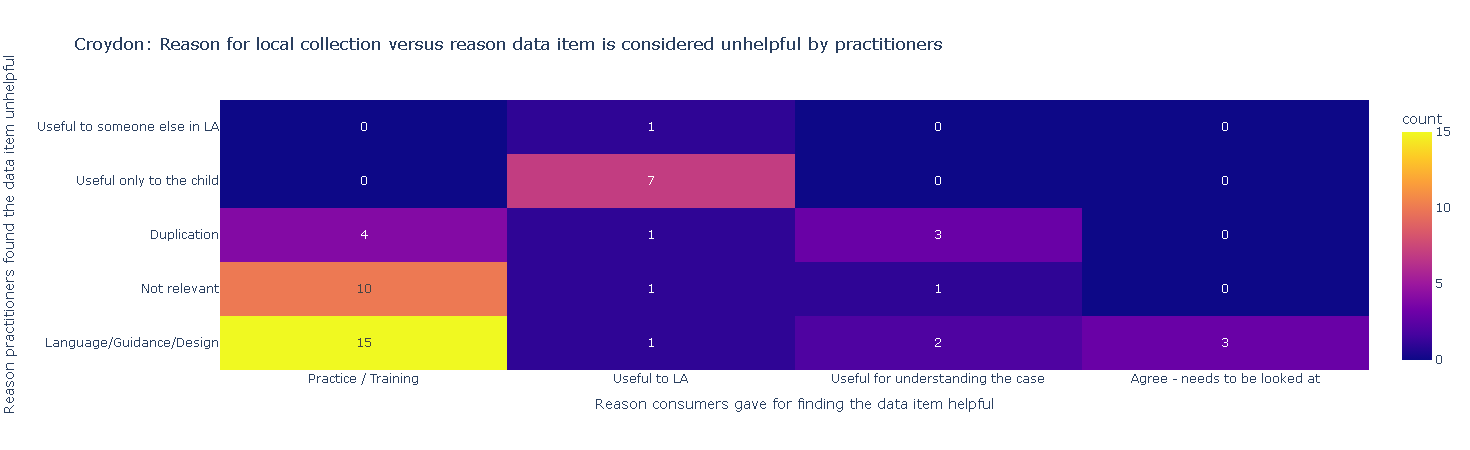 Croydon: Reason for local collection versus reason data item is considered unhelpful by practitioners
Reason practitioners found the data item unhelpful
Useful to someone else in LA 0 1 0 0
Useful only to the child 0 7 0 0
Duplication 4 1 3 0
Not relevant 10 1 1 0
Language/Guidance/Design 15 1 2 3
Practice / Training Useful to LA Useful for understanding the case Agree - needs to be looked at
Reason consumers gave for finding the data item helpful
count
15
10
5
0